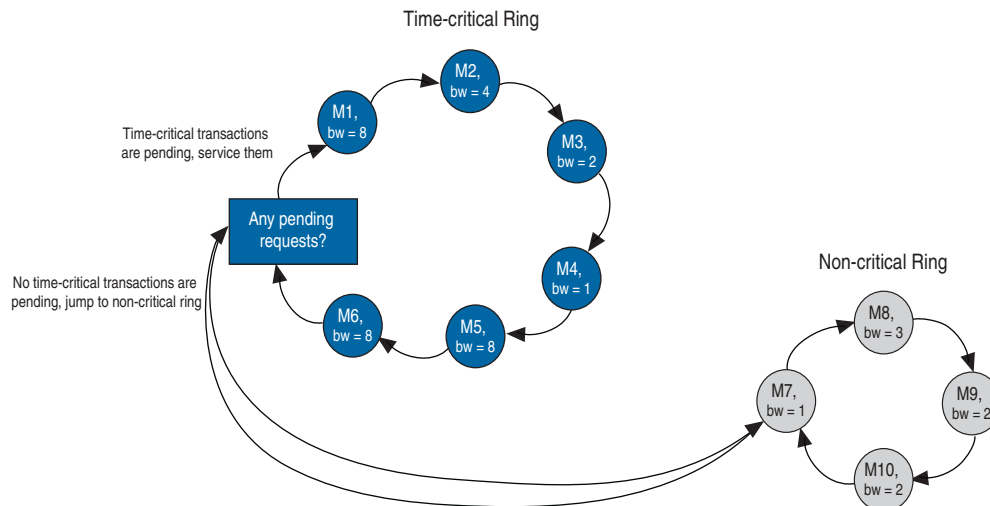 Time-critical Ring
M2,
bw = 4
M1,
bw = 8
Time-critical transactions
are pending, service them
M3,
bw = 2
Any pending
requests?
No time-critical transactions are
pending, jump to non-critical ring
M4,
bw = 1
M6,
bw = 8
M5,
bw = 8
Non-critical Ring
M8,
bw = 3
M7,
bw = 1
M9,
bw = 2
M10,
bw = 2